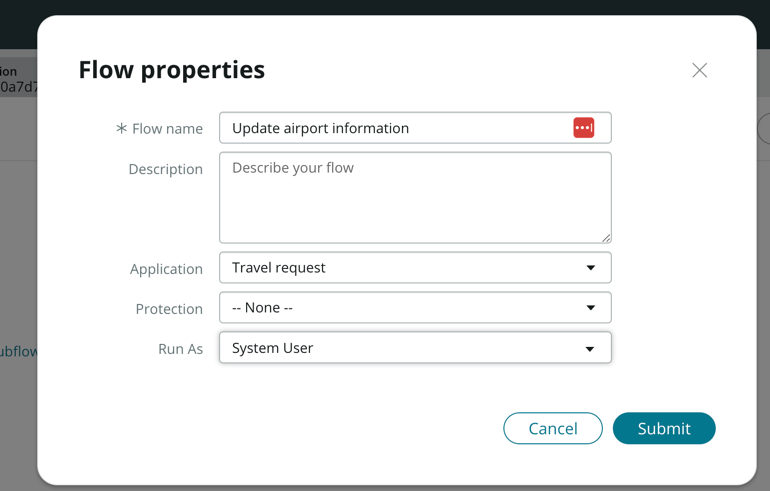 ion
0a7d7
Flow properties
* Flow name
Update airport information
Description
Describe your flow
Application
Travel request
Protection
-- None --
Run As
System User
ubflow
Cancel
Submit